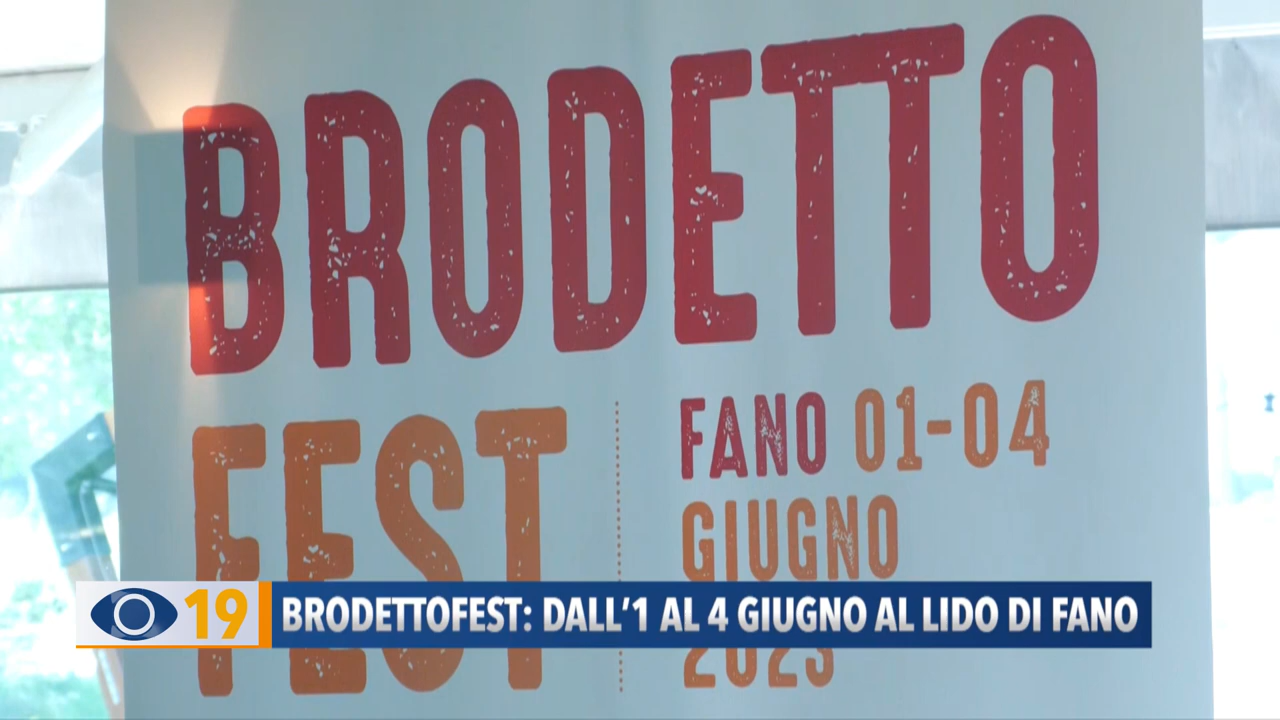 BRODETTO
FEST
FANO 01-04
GIUGNO
2023
19
BRODETTOFEST: DALL'1 AL 4 GIUGNO AL LIDO DI FANO